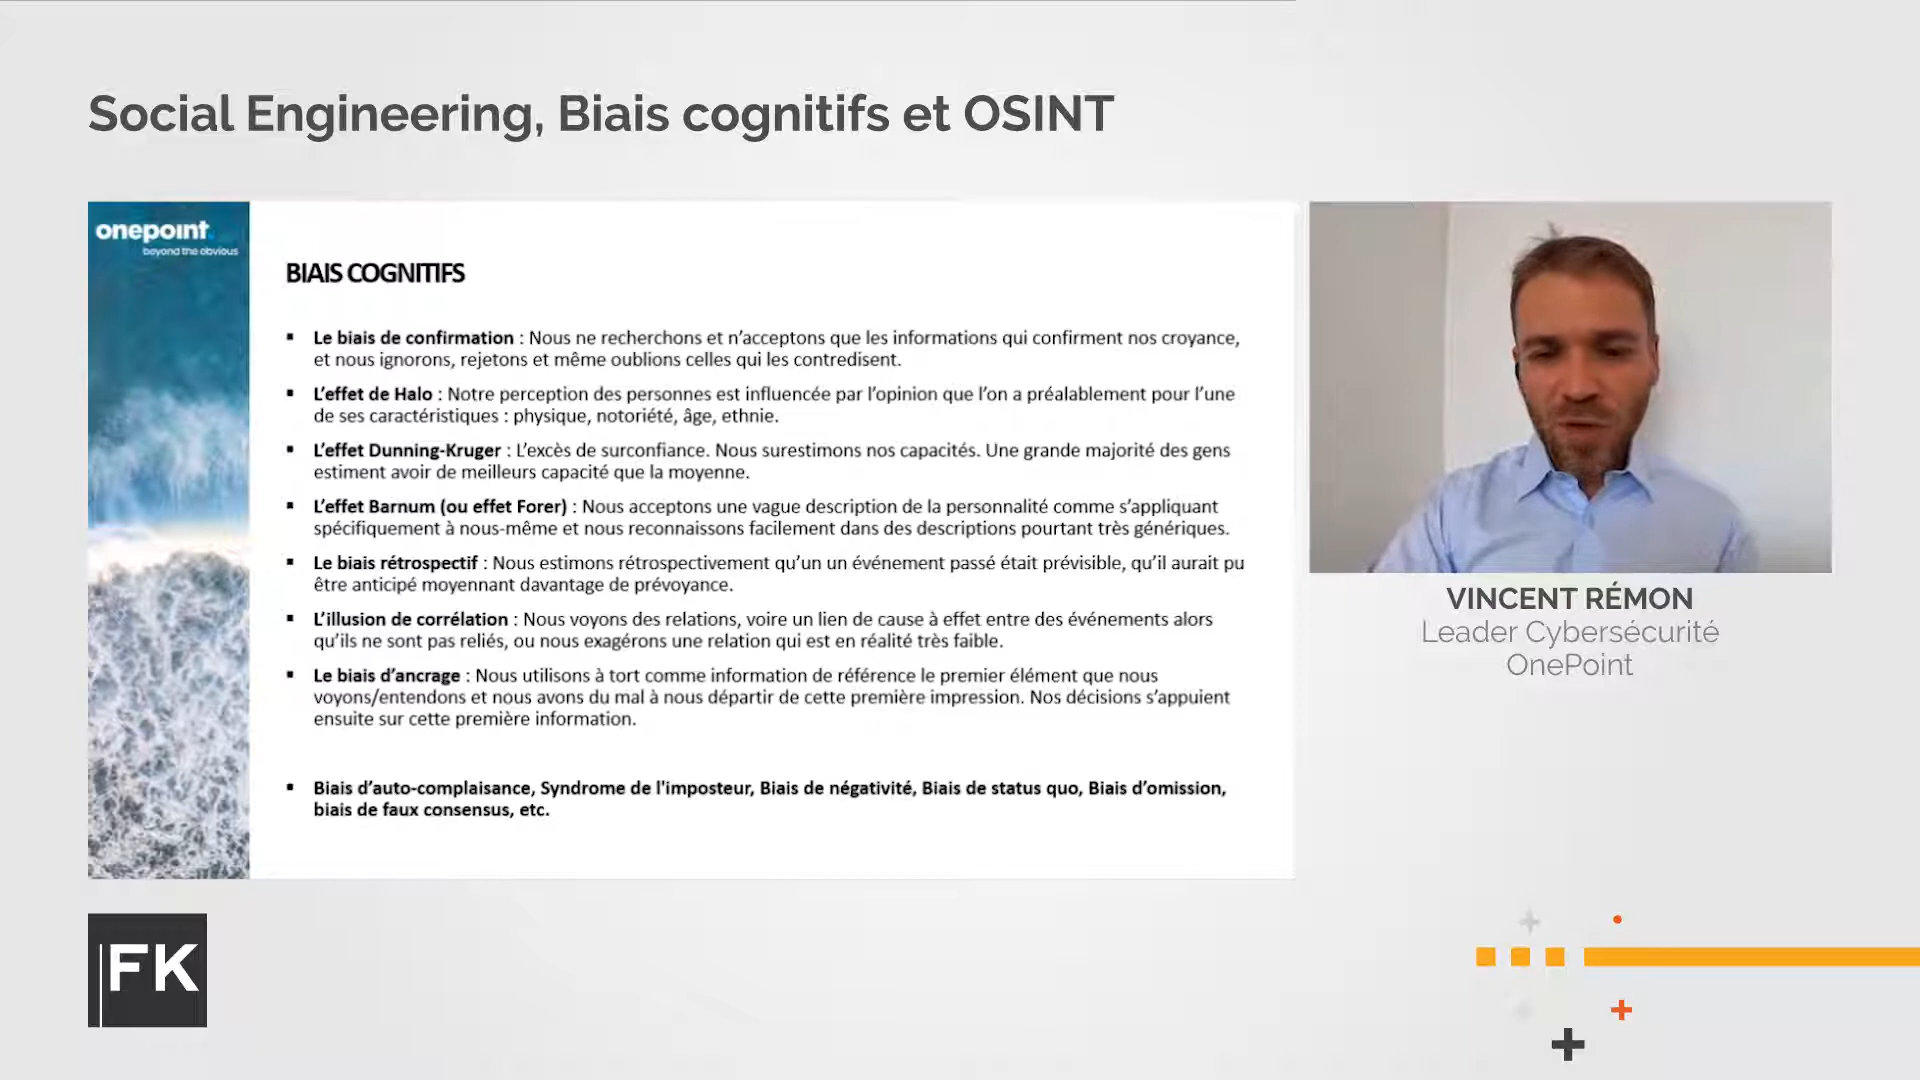 Social Engineering, Biais cognitifs et OSINT
onepoint.
beyond the obvious
BIAIS COGNITIFS
▪ Le biais de confirmation : Nous ne recherchons et n’acceptons que les informations qui confirment nos croyance,
et nous ignorons, rejetons et même oublions celles qui les contredisent.
▪ L’effet de Halo : Notre perception des personnes est influencée par l’opinion que l’on a préalablement pour l’une
de ses caractéristiques : physique, notoriété, âge, ethnie.
▪ L’effet Dunning-Kruger : L’excès de surconfiance. Nous surestimons nos capacités. Une grande majorité des gens
estiment avoir de meilleurs capacité que la moyenne.
▪ L’effet Barnum (ou effet Forer) : Nous acceptons une vague description de la personnalité comme s’appliquant
spécifiquement à nous-même et nous reconnaissons facilement dans des descriptions pourtant très génériques.
▪ Le biais rétrospectif : Nous estimons rétrospectivement qu’un un événement passé était prévisible, qu’il aurait pu
être anticipé moyennant davantage de prévoyance.
▪ L’illusion de corrélation : Nous voyons des relations, voire un lien de cause à effet entre des événements alors
qu’ils ne sont pas reliés, ou nous exagérons une relation qui est en réalité très faible.
▪ Le biais d’ancrage : Nous utilisons à tort comme information de référence le premier élément que nous
voyons/entendons et nous avons du mal à nous départir de cette première impression. Nos décisions s’appuient
ensuite sur cette première information.
▪ Biais d’auto-complaisance, Syndrome de l'imposteur, Biais de négativité, Biais de status quo, Biais d’omission,
biais de faux consensus, etc.
VINCENT RÉMON
Leader Cybersécurité
OnePoint
FK